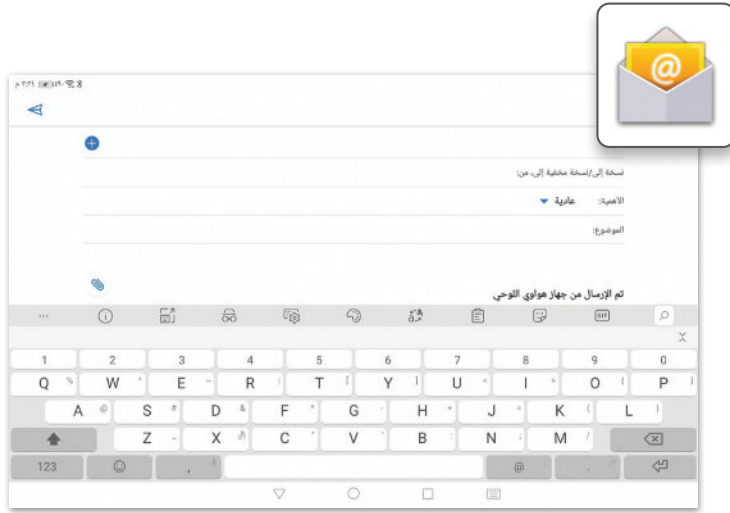 نسخة إلى/نسخة مخفية إلى، من:
الأهمية: عادية
الموضوع:
تم الإرسال من جهاز هواوي اللوحي
GIF
1 2 3 4 5 6 7 8 9 0
Q W E R T Y U I O P
A @ S # D & F * G - H + J = K ( L )
Z X C V B N M /
123 , @ .
@